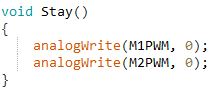 void Stay()
{
    analogWrite(M1PWM, 0);
    analogWrite(M2PWM, 0);
}